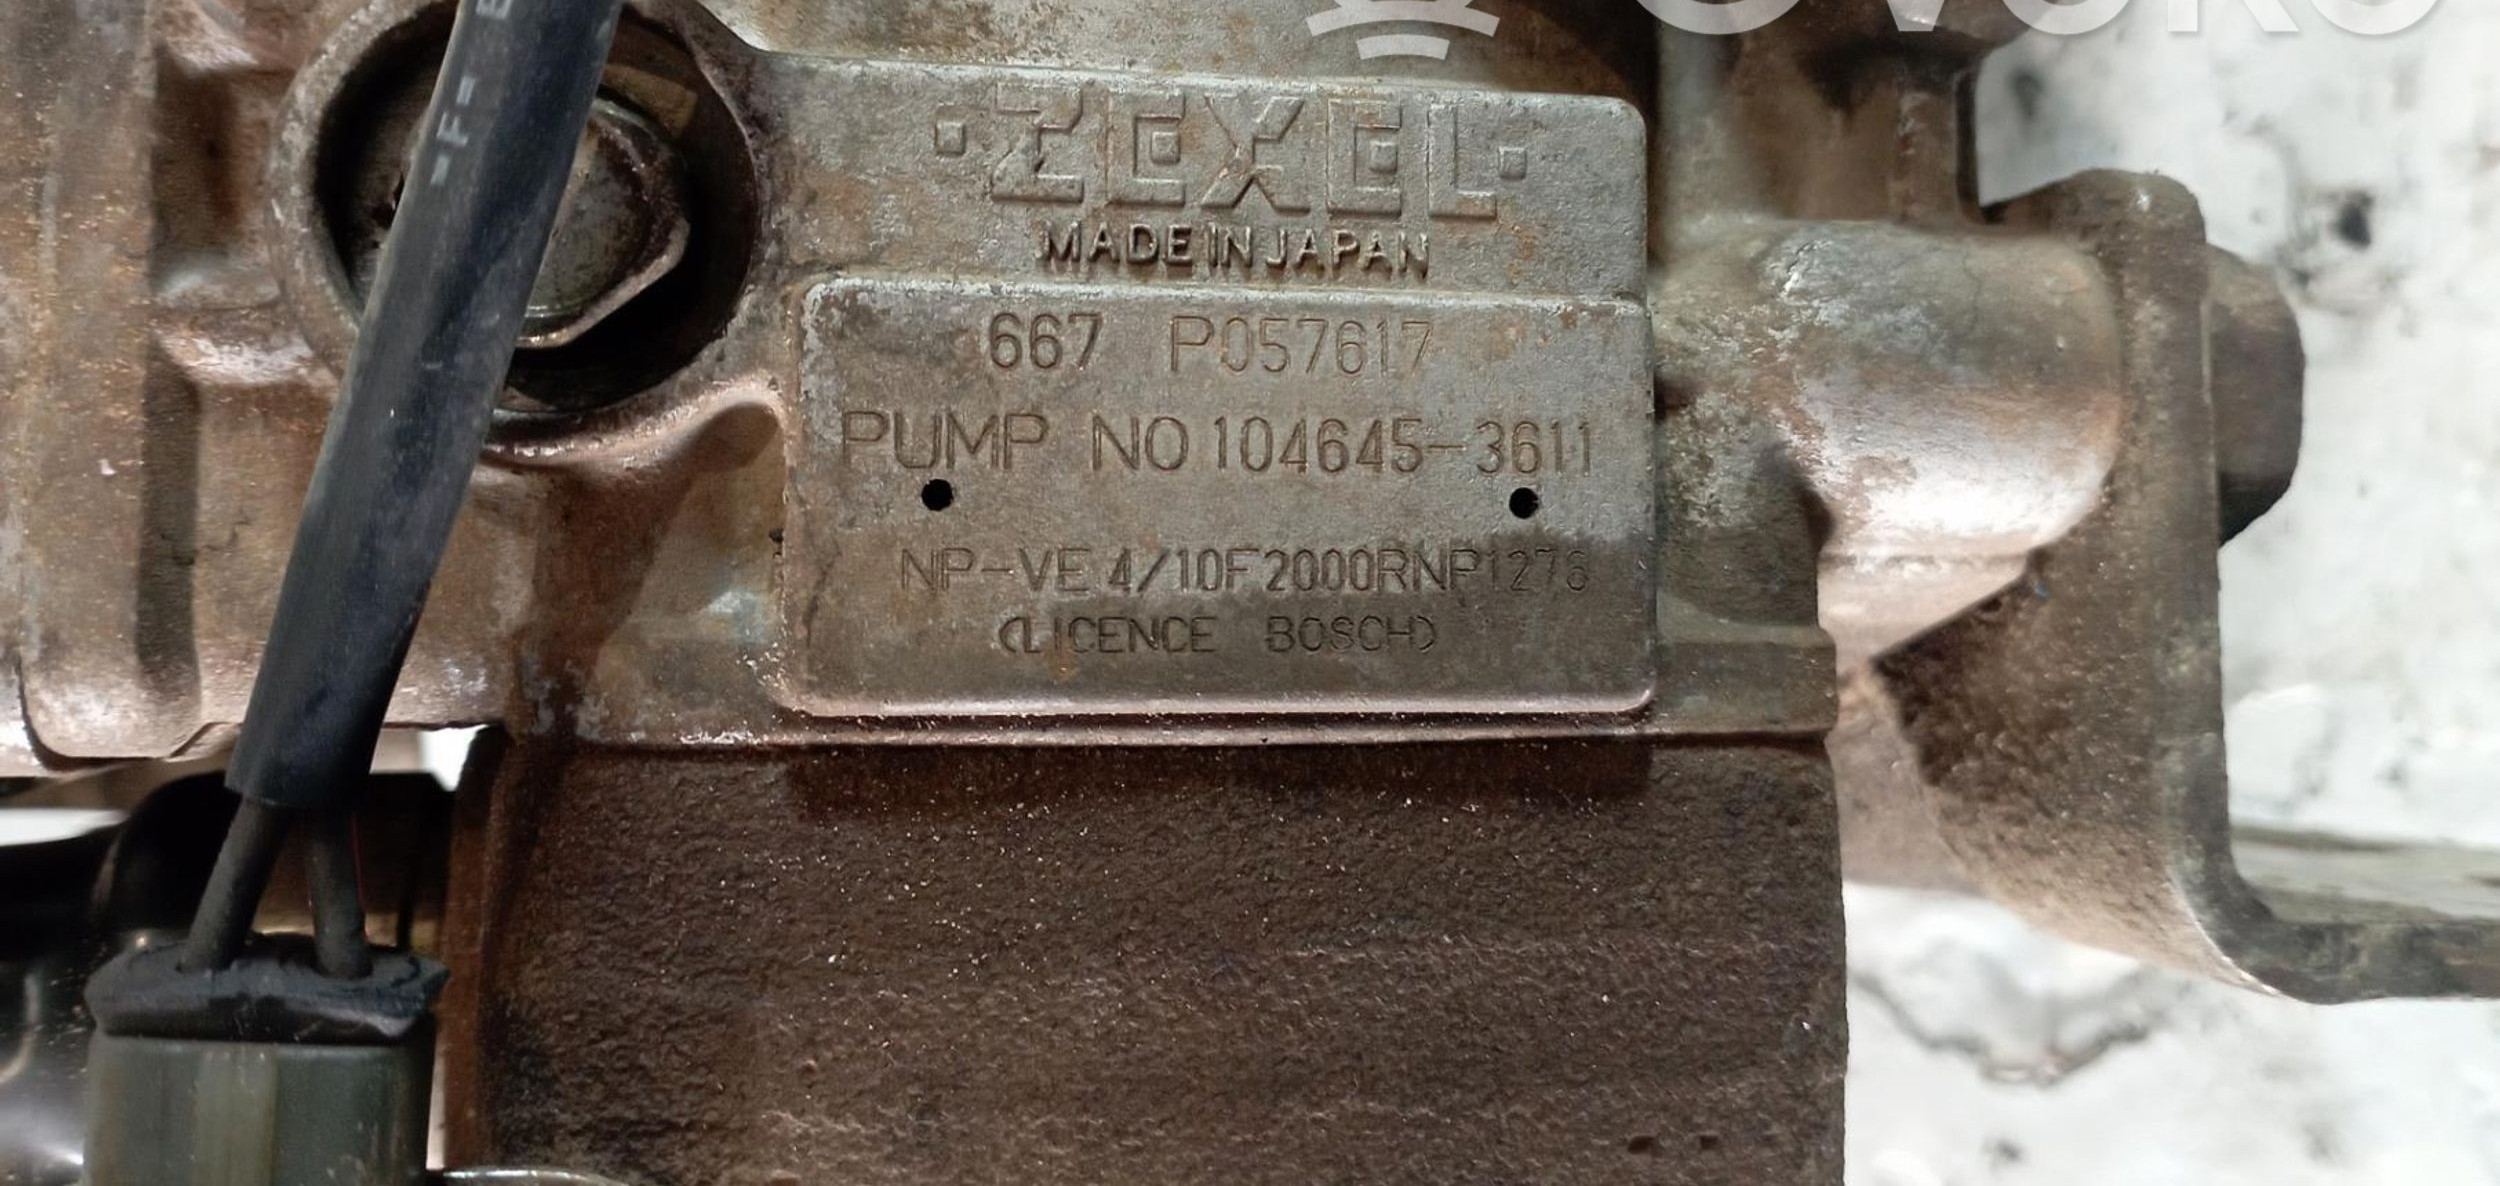 ·ZEXEL·
MADE IN JAPAN
667 P057617
PUMP NO 104645-3611
NP-VE 4/10F2000RNP1276
(LICENCE BOSCH)